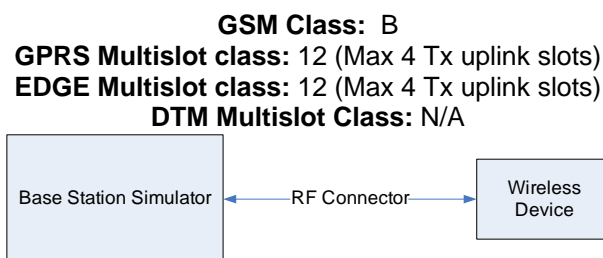 GSM Class: B
GPRS Multislot class: 12 (Max 4 Tx uplink slots)
EDGE Multislot class: 12 (Max 4 Tx uplink slots)
DTM Multislot Class: N/A
Base Station Simulator
RF Connector
Wireless
Device